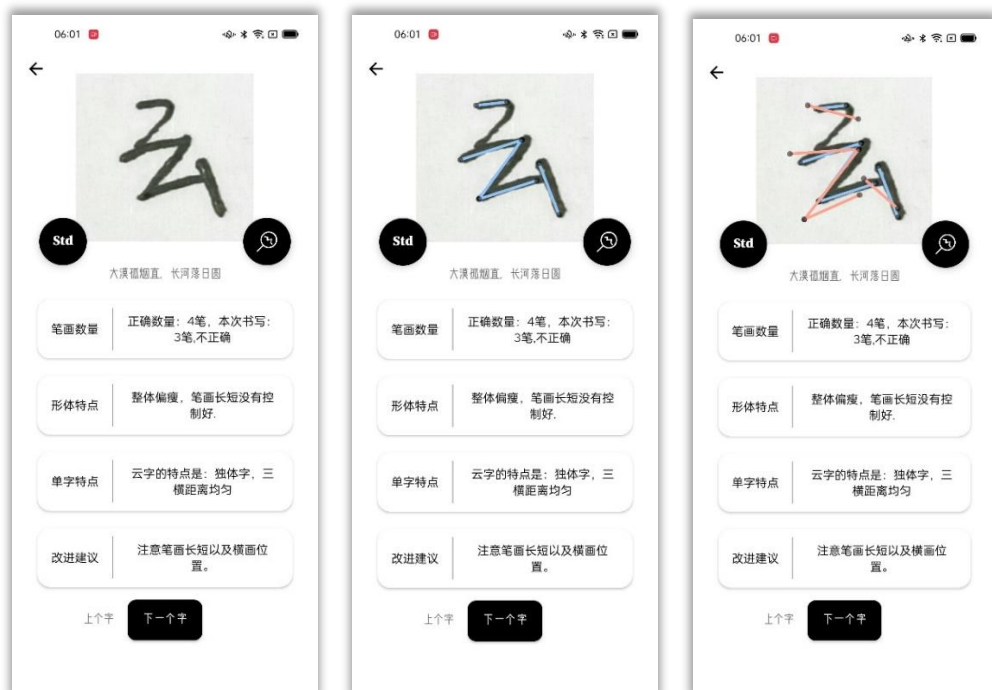 06:01
云
Std
大漠孤烟直，长河落日圆
笔画数量
正确数量：4笔，本次书写：
3笔,不正确
形体特点
整体偏瘦，笔画长短没有控
制好.
单字特点
云字的特点是：独体字，三
横距离均匀
改进建议
注意笔画长短以及横画位
置。
上个字
下一个字
06:01
云
Std
大漠孤烟直，长河落日圆
笔画数量
正确数量：4笔，本次书写：
3笔,不正确
形体特点
整体偏瘦，笔画长短没有控
制好.
单字特点
云字的特点是：独体字，三
横距离均匀
改进建议
注意笔画长短以及横画位
置。
上个字
下一个字
06:01
云
Std
大漠孤烟直，长河落日圆
笔画数量
正确数量：4笔，本次书写：
3笔,不正确
形体特点
整体偏瘦，笔画长短没有控
制好.
单字特点
云字的特点是：独体字，三
横距离均匀
改进建议
注意笔画长短以及横画位
置。
上个字
下一个字